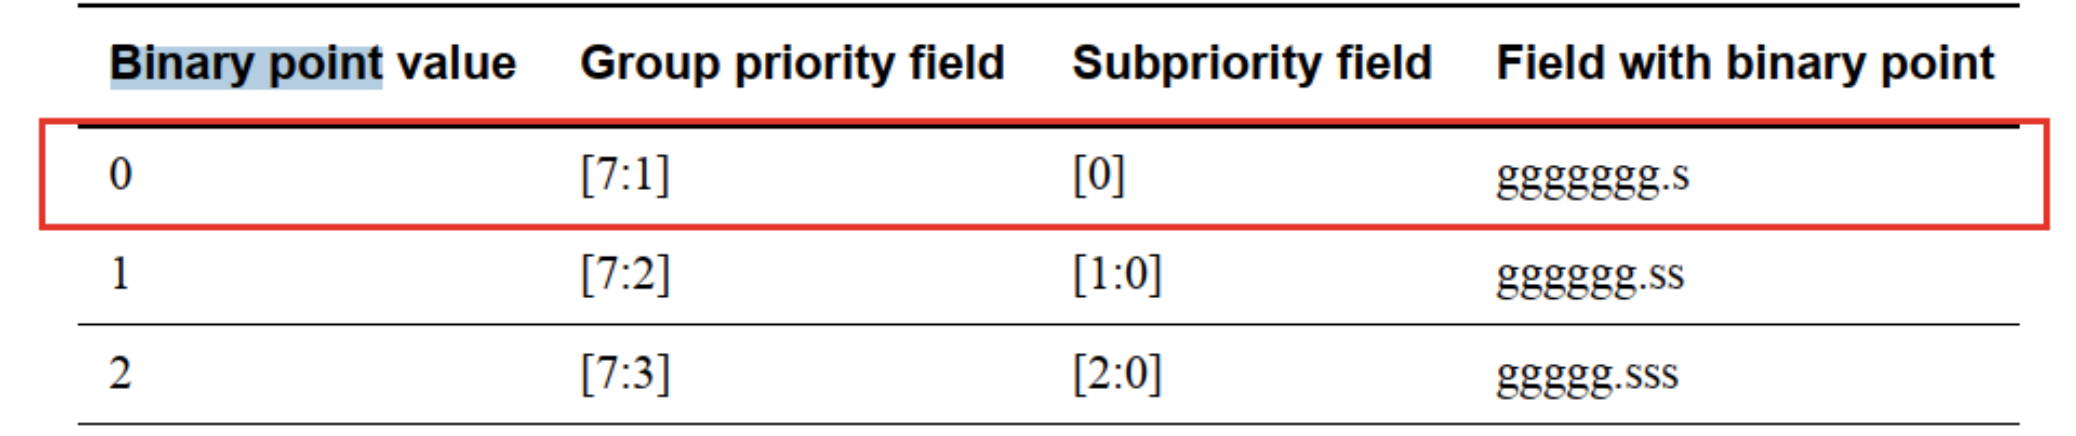 Binary point value Group priority field Subpriority field Field with binary point
0 [7:1] [0] ggggggg.s
1 [7:2] [1:0] gggggg.ss
2 [7:3] [2:0] ggggg.sss